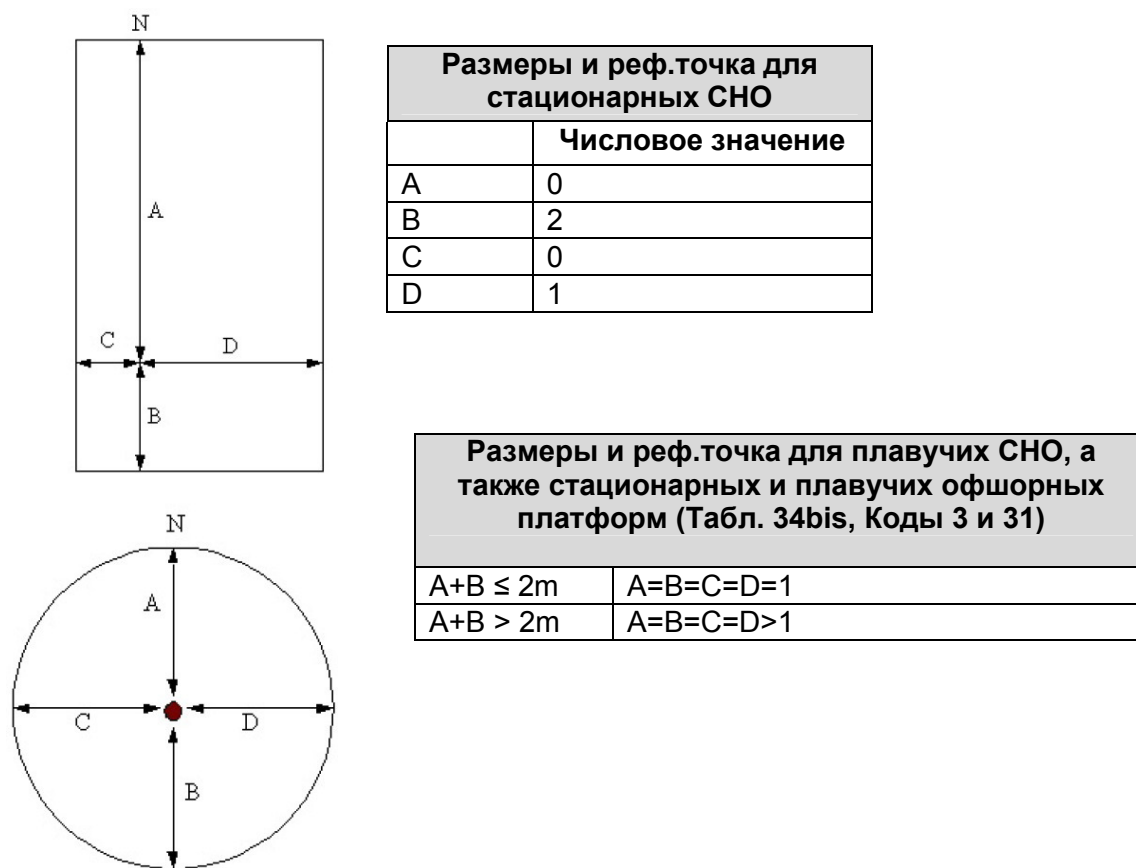 N
A
C
D
B
Размеры и реф.точка для
стационарных СНО
Числовое значение
A 0
B 2
C 0
D 1
N
A
C
D
B
Размеры и реф.точка для плавучих СНО, а
также стационарных и плавучих офшорных
платформ (Табл. 34bis, Коды 3 и 31)
A+B ≤ 2m A=B=C=D=1
A+B > 2m A=B=C=D>1